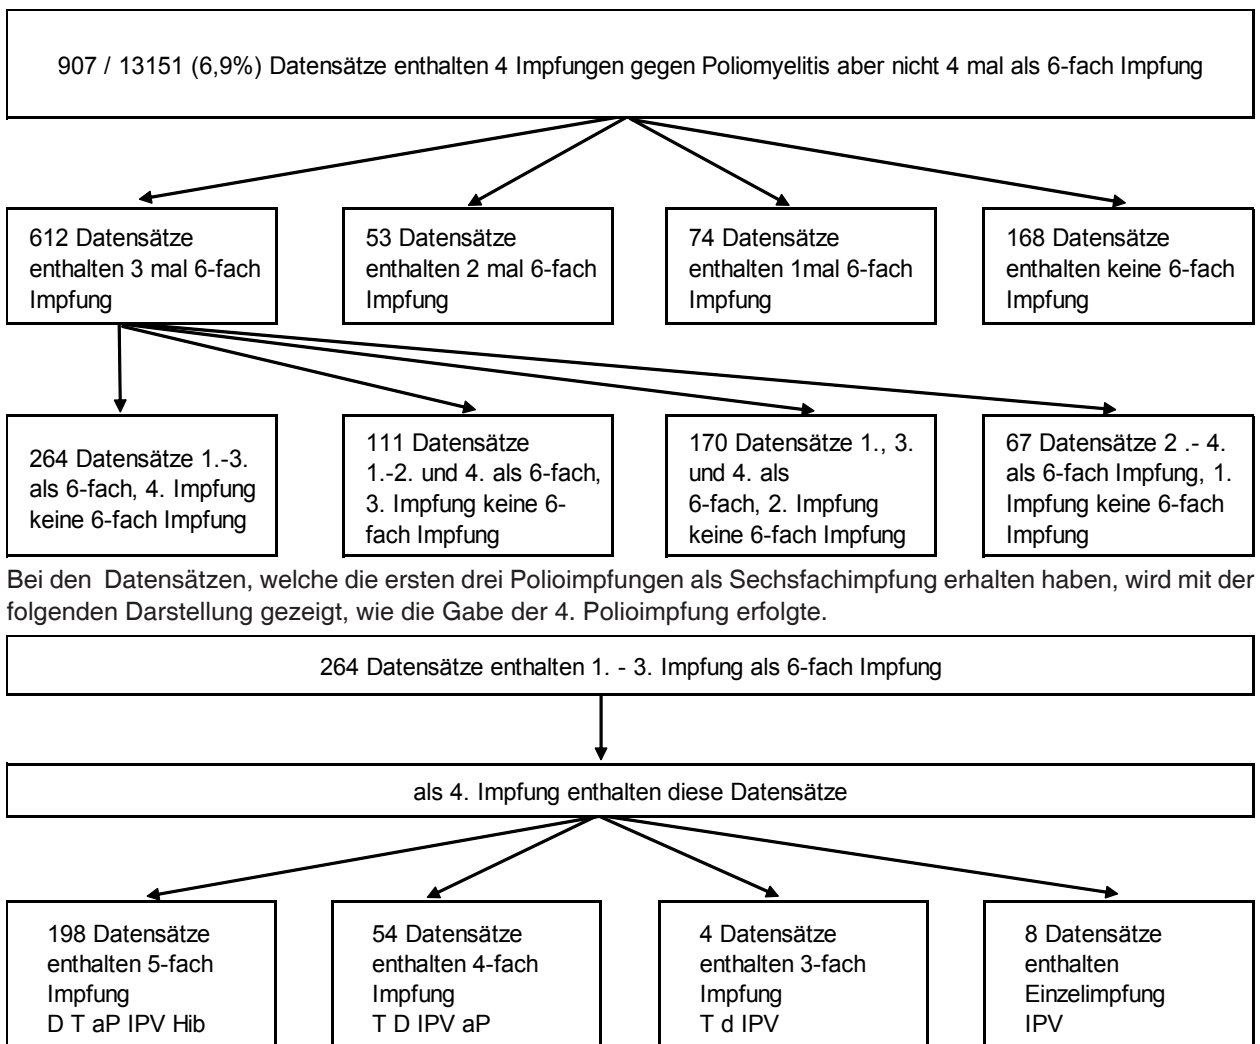 907 / 13151 (6,9%) Datensätze enthalten 4 Impfungen gegen Poliomyelitis aber nicht 4 mal als 6-fach Impfung
612 Datensätze
enthalten 3 mal 6-fach
Impfung
53 Datensätze
enthalten 2 mal 6-fach
Impfung
74 Datensätze
enthalten 1mal 6-fach
Impfung
168 Datensätze
enthalten keine 6-fach
Impfung
264 Datensätze 1.-3.
als 6-fach, 4. Impfung
keine 6-fach Impfung
111 Datensätze
1.-2. und 4. als 6-fach,
3. Impfung keine 6-
fach Impfung
170 Datensätze 1., 3.
und 4. als
6-fach, 2. Impfung
keine 6-fach Impfung
67 Datensätze 2 .- 4.
als 6-fach Impfung, 1.
Impfung keine 6-fach
Impfung
Bei den Datensätzen, welche die ersten drei Polioimpfungen als Sechsfachimpfung erhalten haben, wird mit der
folgenden Darstellung gezeigt, wie die Gabe der 4. Polioimpfung erfolgte.
264 Datensätze enthalten 1. - 3. Impfung als 6-fach Impfung
als 4. Impfung enthalten diese Datensätze
198 Datensätze
enthalten 5-fach
Impfung
D T aP IPV Hib
54 Datensätze
enthalten 4-fach
Impfung
T D IPV aP
4 Datensätze
enthalten 3-fach
Impfung
T d IPV
8 Datensätze
enthalten
Einzelimpfung
IPV